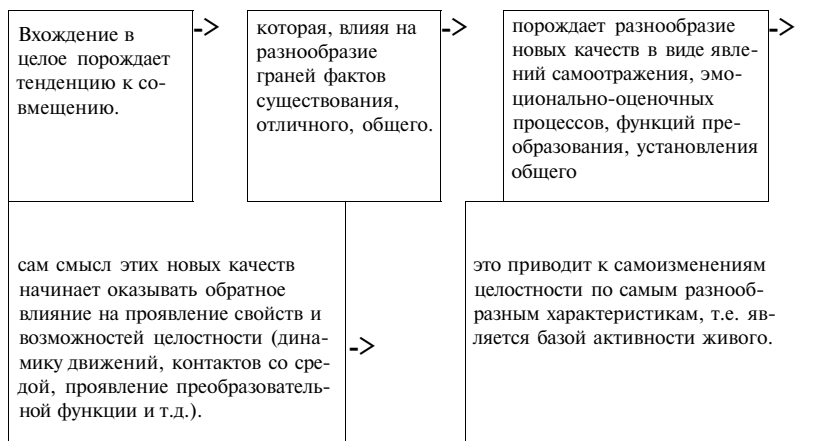 Вхождение в
целое порождает
тенденцию к со-
вмещению.
->
которая, влияя на
разнообразие
граней фактов
существования,
отличного, общего.
->
порождает разнообразие
новых качеств в виде явле-
ний самоотражения, эмо-
ционально-оценочных
процессов, функций пре-
образования, установления
общего
->
сам смысл этих новых качеств
начинает оказывать обратное
влияние на проявление свойств и
возможностей целостности (дина-
мику движений, контактов со сре-
дой, проявление преобразователь-
ной функции и т.д.).
->
это приводит к самоизменениям
целостности по самым разнооб-
разным характеристикам, т.е. яв-
ляется базой активности живого.